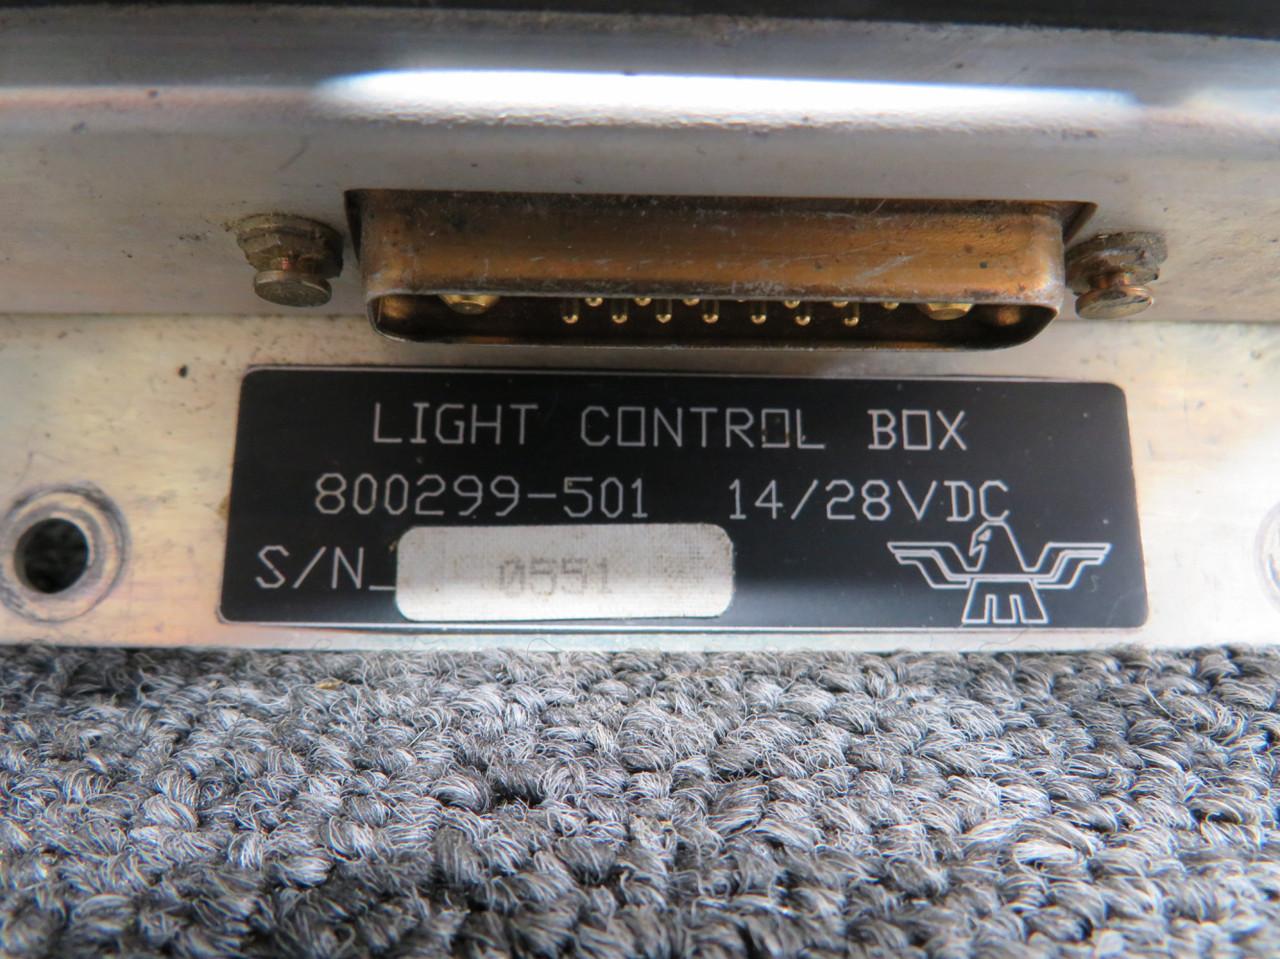 LIGHT CONTROL BOX
800299-501 14/28VDC
S/N_ 0551